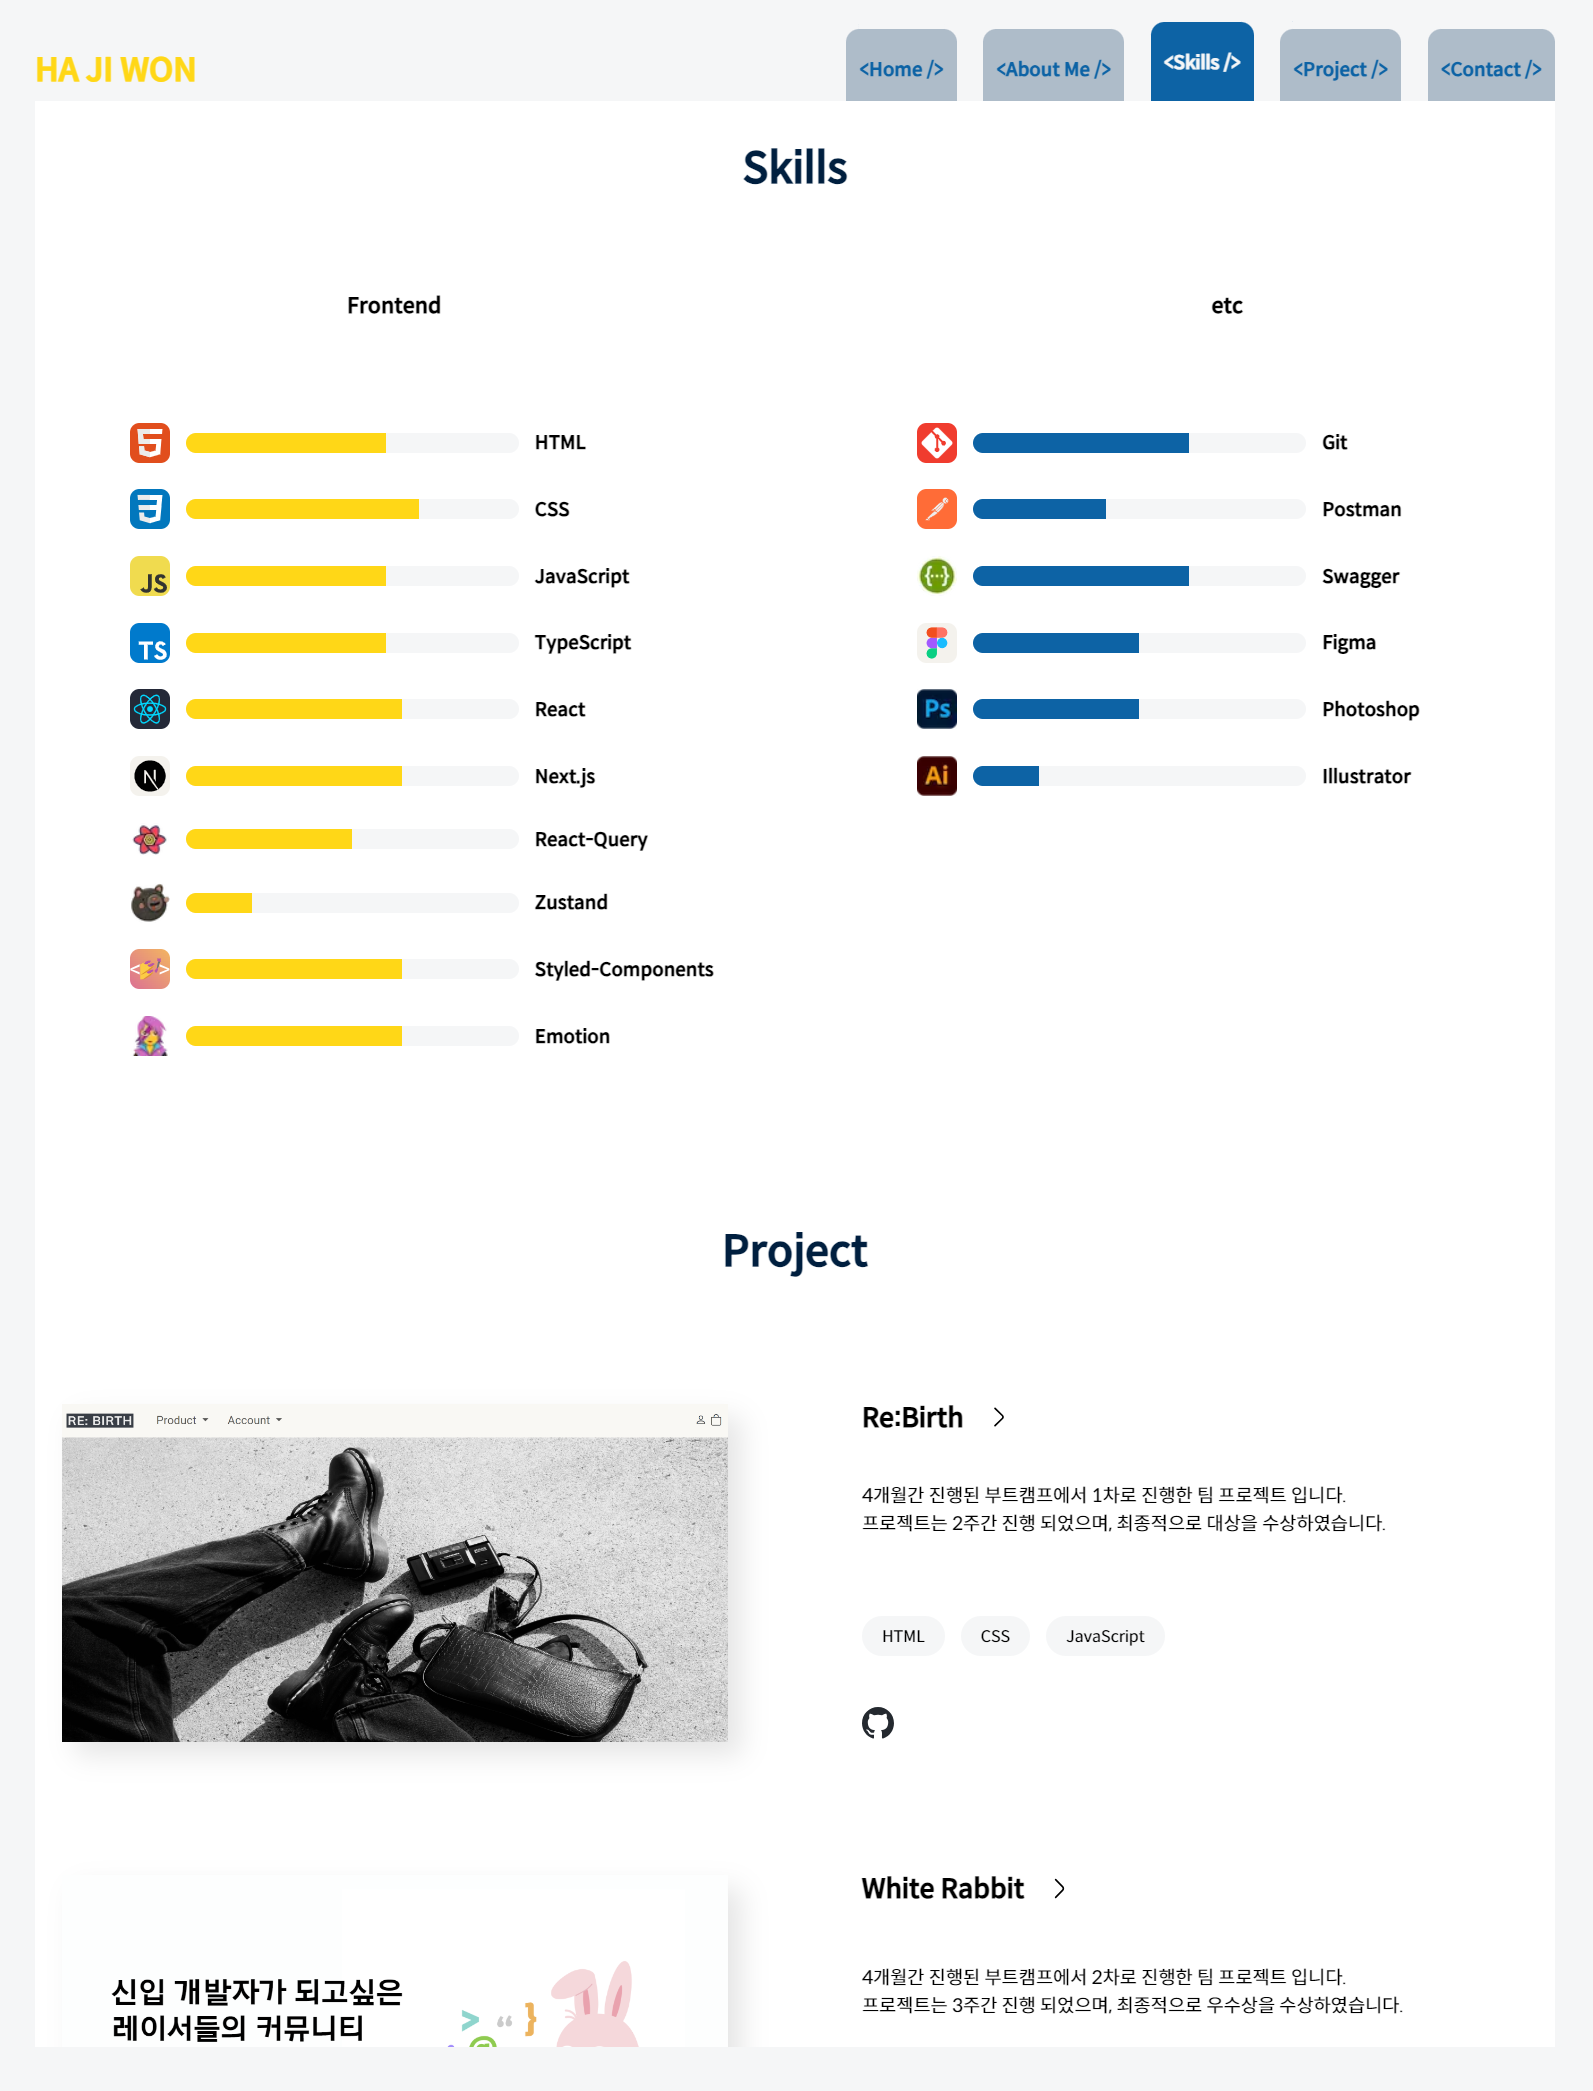 HA JI WON
<Home />
<About Me />
<Skills />
<Project />
<Contact />
Skills
Frontend
HTML
CSS
JS
JavaScript
TS
TypeScript
React
N
Next.js
React-Query
Zustand
</>
Styled-Components
Emotion
etc
Git
Postman
{···}
Swagger
Figma
Ps
Photoshop
Ai
Illustrator
Project
RE: BIRTH
Product
Account
Re:Birth
4개월간 진행된 부트캠프에서 1차로 진행한 팀 프로젝트 입니다.
프로젝트는 2주간 진행 되었으며, 최종적으로 대상을 수상하였습니다.
HTML
CSS
JavaScript
신입 개발자가 되고싶은
레이서들의 커뮤니티
> “ }
@
White Rabbit
4개월간 진행된 부트캠프에서 2차로 진행한 팀 프로젝트 입니다.
프로젝트는 3주간 진행 되었으며, 최종적으로 우수상을 수상하였습니다.